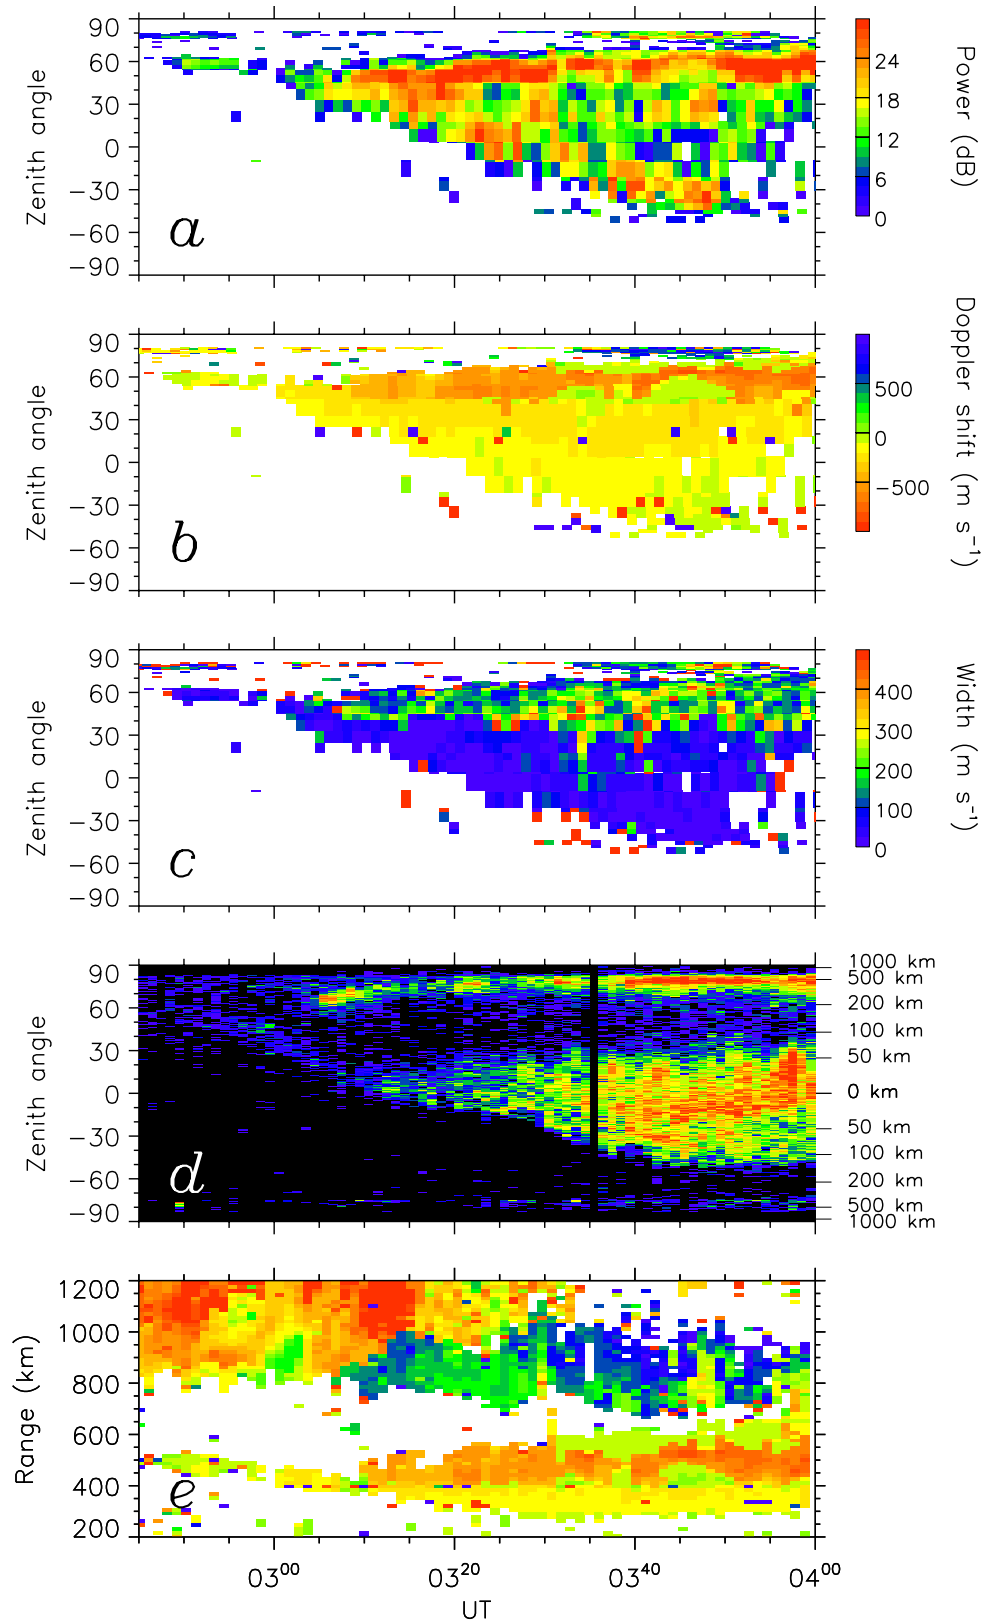 90
60
30
0
−30
−60
−90
Zenith angle
a
24
18
12
6
0
Power (dB)
90
60
30
0
−30
−60
−90
Zenith angle
b
500
0
−500
Doppler shift (m s⁻¹)
90
60
30
0
−30
−60
−90
Zenith angle
c
400
300
200
100
0
Width (m s⁻¹)
90
60
30
0
−30
−60
−90
Zenith angle
d
1000 km
500 km
200 km
100 km
50 km
0 km
50 km
100 km
200 km
500 km
1000 km
1200
1000
800
600
400
200
Range (km)
e
03⁰⁰
03²⁰
03⁴⁰
04⁰⁰
UT